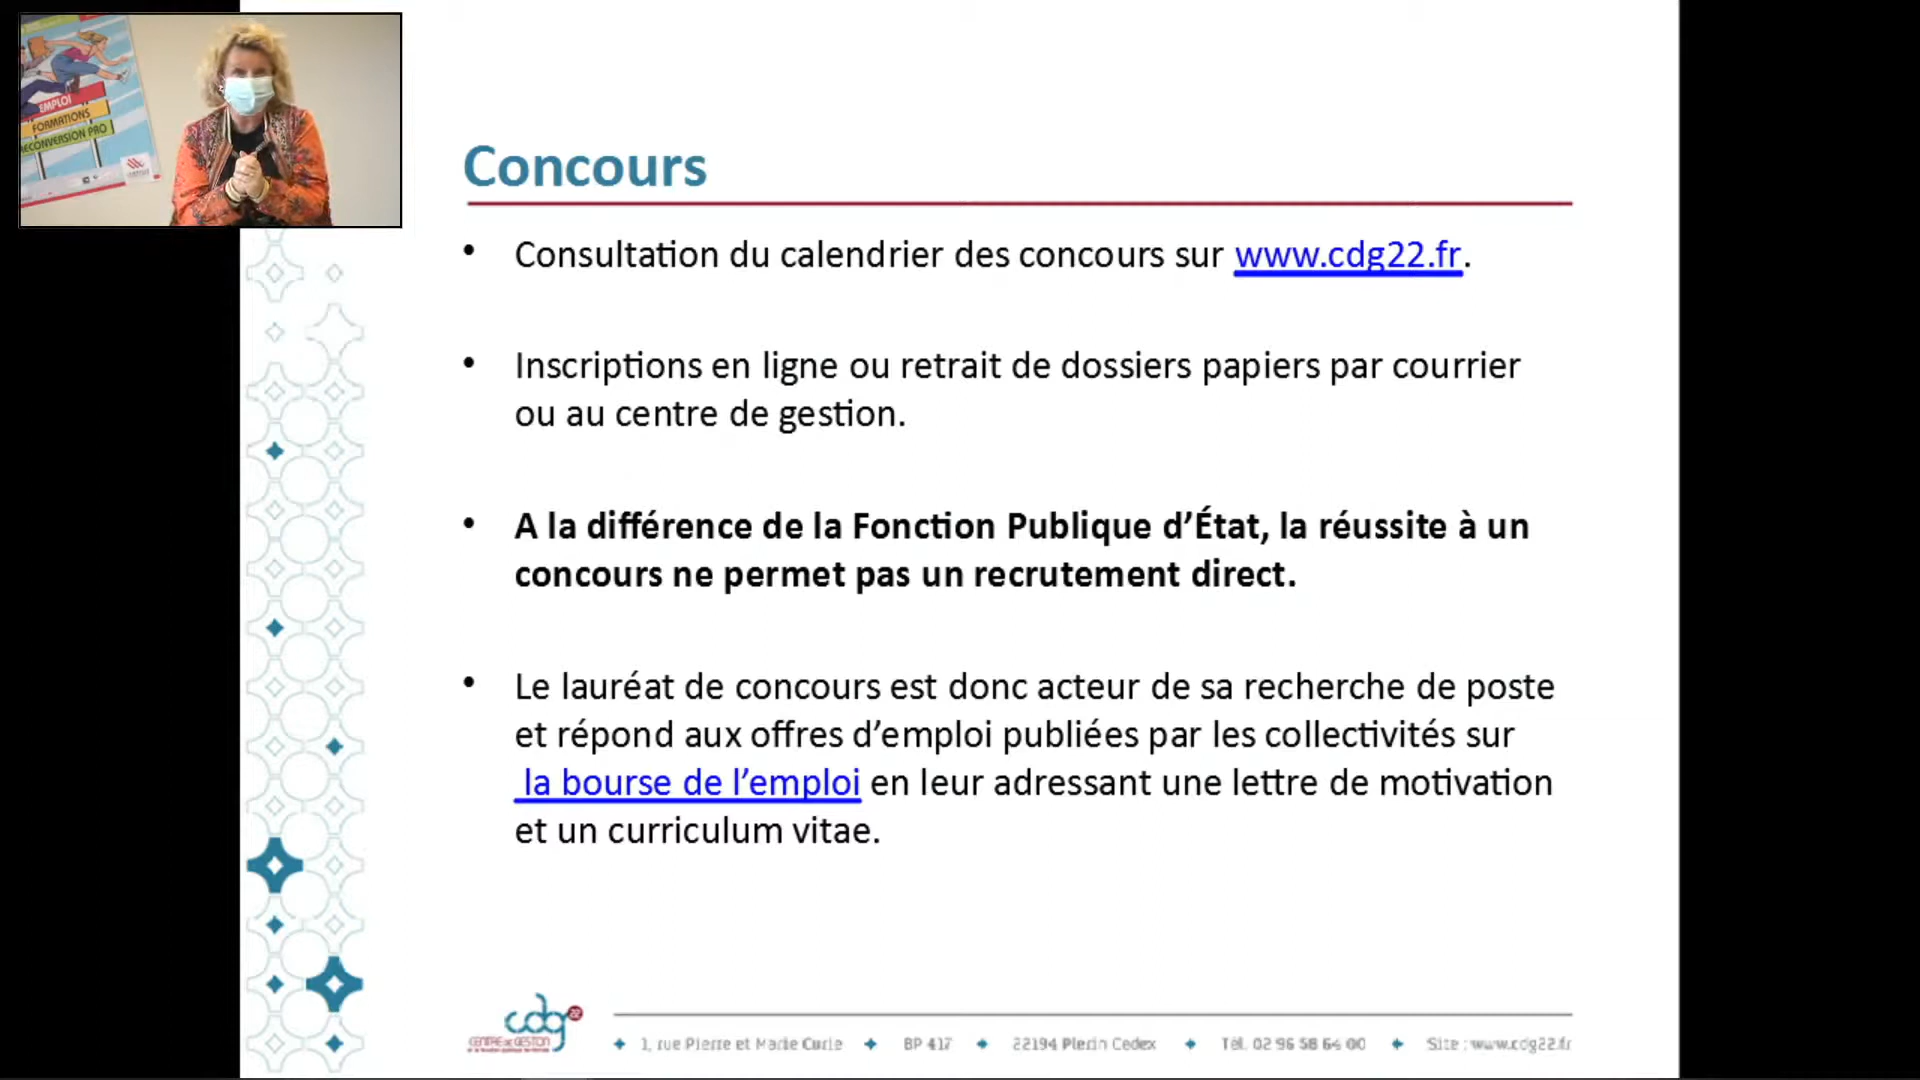 EMPLOI
FORMATIONS
RECONVERSION PRO
Concours
• Consultation du calendrier des concours sur www.cdg22.fr.
• Inscriptions en ligne ou retrait de dossiers papiers par courrier
ou au centre de gestion.
• A la différence de la Fonction Publique d’État, la réussite à un
concours ne permet pas un recrutement direct.
• Le lauréat de concours est donc acteur de sa recherche de poste
et répond aux offres d’emploi publiées par les collectivités sur
la bourse de l’emploi en leur adressant une lettre de motivation
et un curriculum vitae.
cdg 22
CENTRE DE GESTION
1, rue Pierre et Marie Curie BP 417 22194 Plerin Cedex Tél. 02 96 58 64 00 Site : www.cdg22.fr